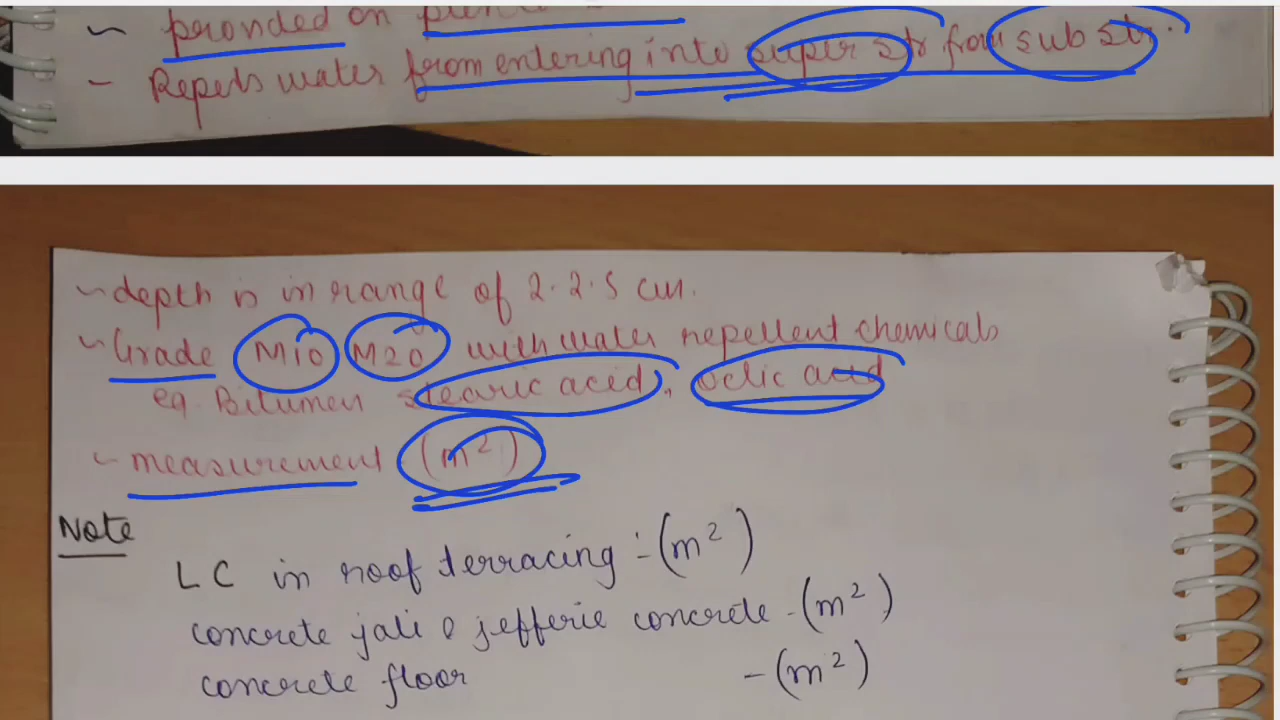 ~ provided on
- Repels water from entering into super str from sub str.
~ depth is in range of 2-2.5 cm.
~ Grade M10 M20 with water repellent chemicals
eg. Bitumen stearic acid, oelic acid
~ measurement (m²)
Note
LC in roof terracing :- (m²)
concrete jali & jefferie concrete - (m²)
concrete floor - (m²)